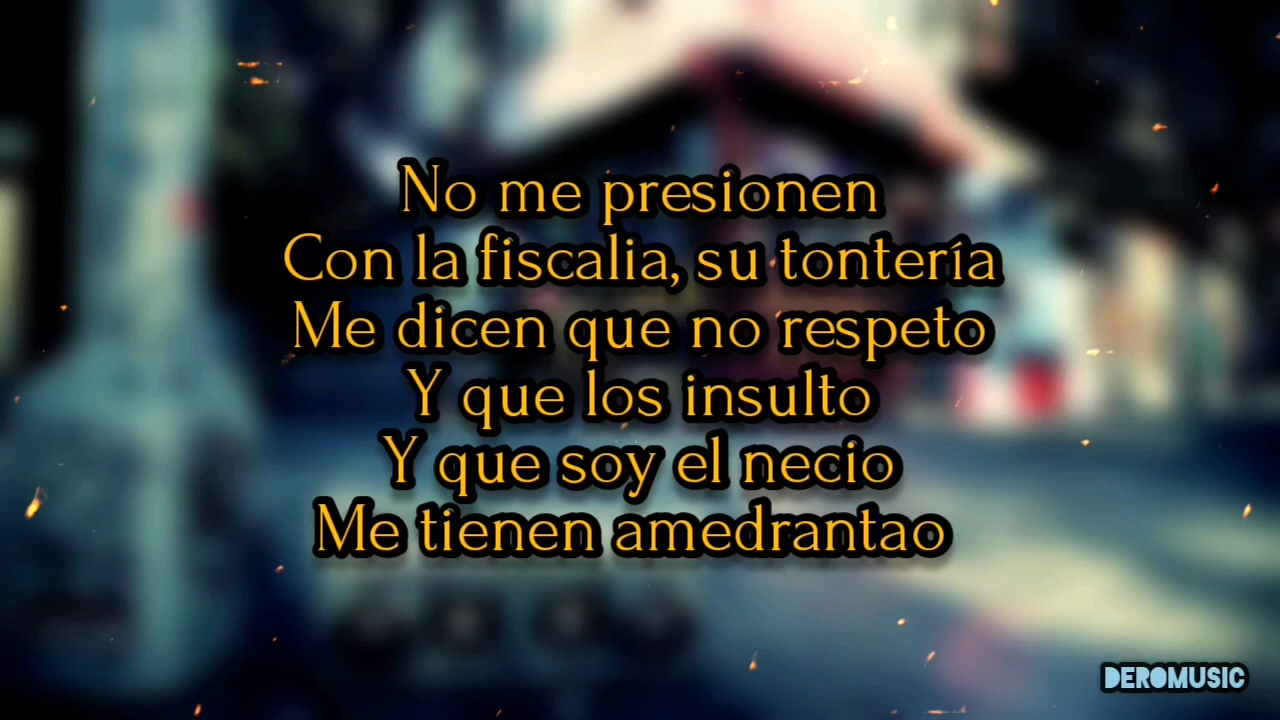 No me presionen
Con la fiscalia, su tontería
Me dicen que no respeto
Y que los insulto
Y que soy el necio
Me tienen amedrantao
DEROMUSIC